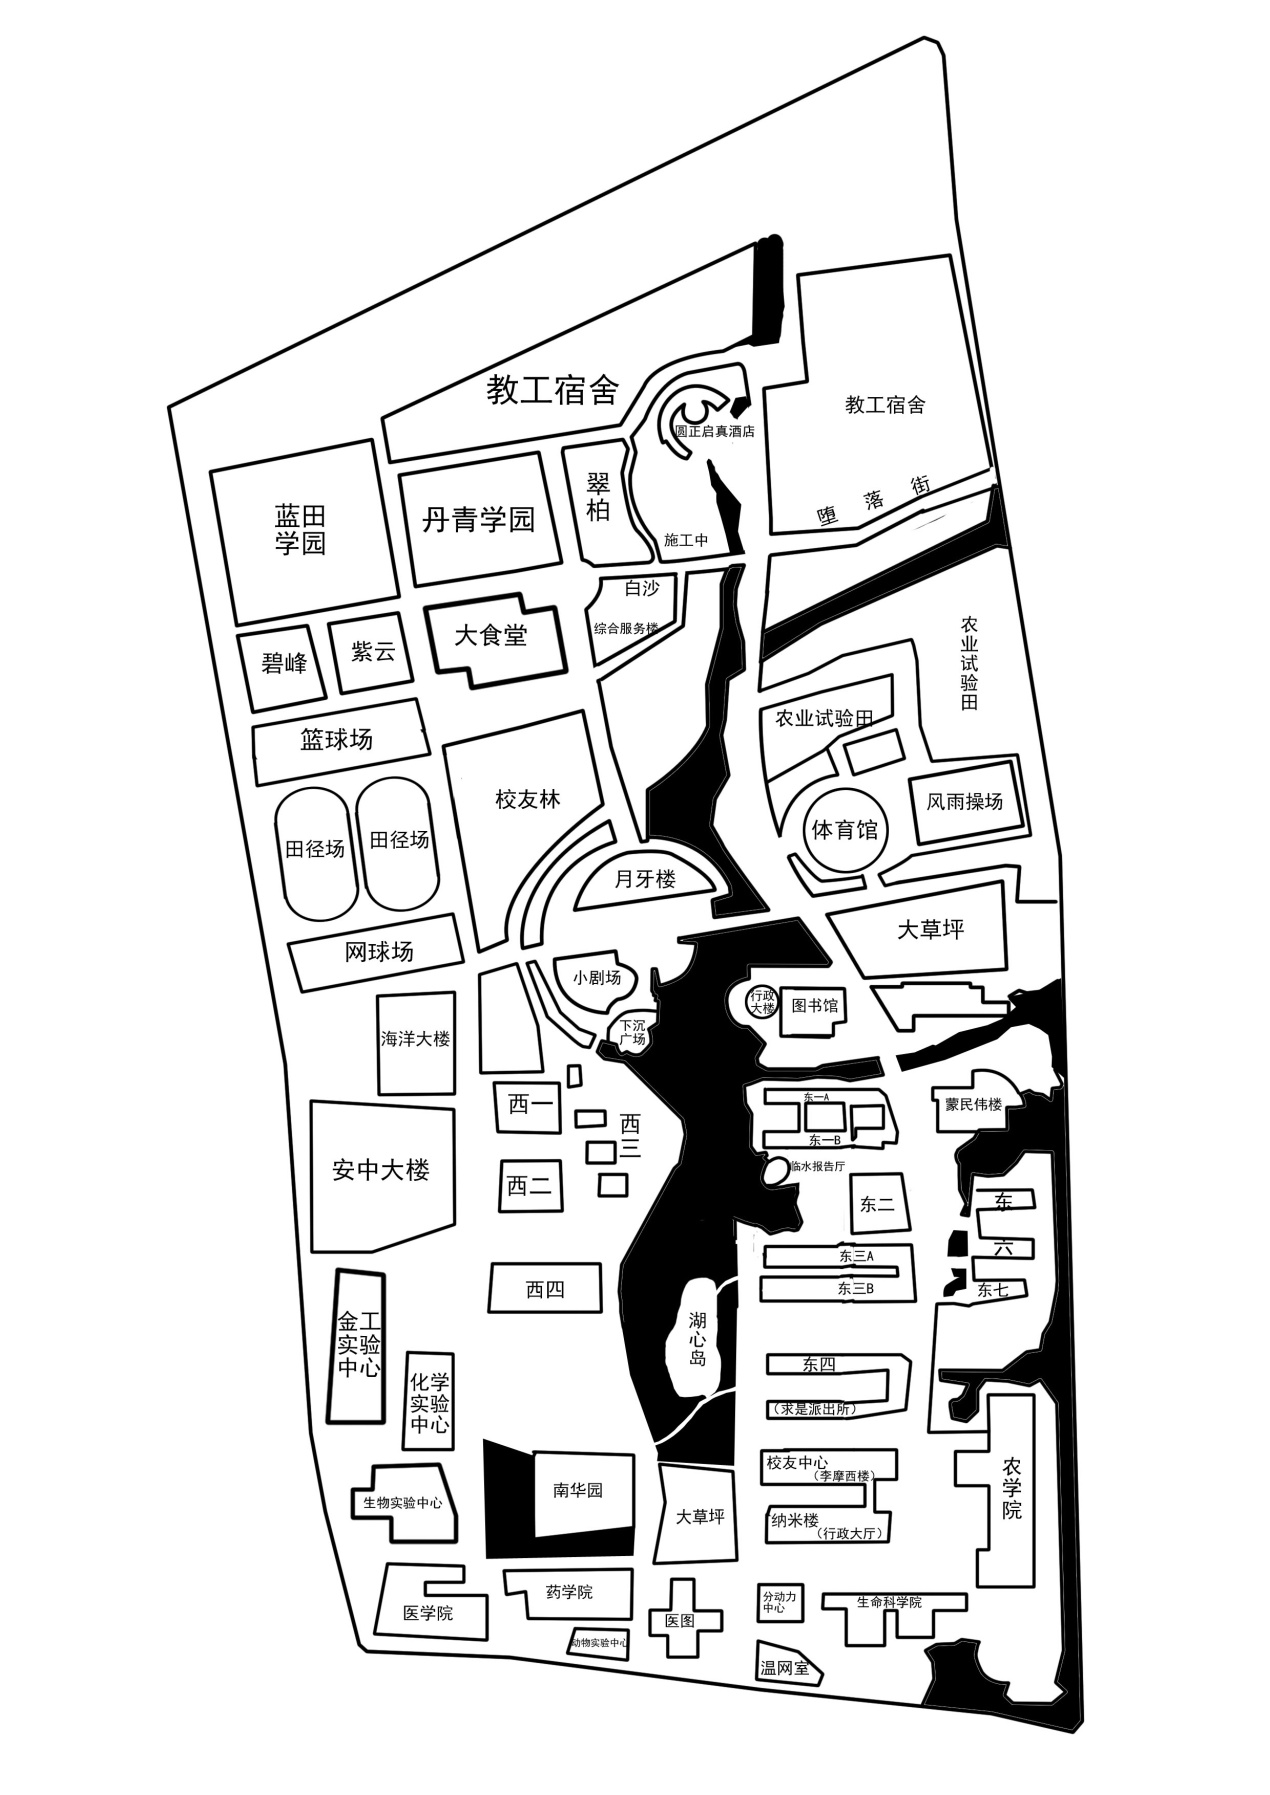 教工宿舍
教工宿舍
圆正启真酒店
堕落街
蓝田
学园
丹青学园
翠
柏
施工中
白沙
综合服务楼
碧峰
紫云
大食堂
农
业
试
验
田
篮球场
农业试验田
校友林
风雨操场
体育馆
田径场
田径场
月牙楼
大草坪
网球场
小剧场
行政
大楼
图书馆
下沉
广场
海洋大楼
西一
西
三
东一A
东一B
蒙民伟楼
安中大楼
西二
临水报告厅
东二
东
六
东七
东三A
东三B
西四
湖
心
岛
金工
实验
中心
化学
实验
中心
东四
(求是派出所)
校友中心
(李摩西楼)
纳米楼
(行政大厅)
农
学
院
生物实验中心
南华园
大草坪
医学院
药学院
动物实验中心
医图
分动力
中心
生命科学院
温网室